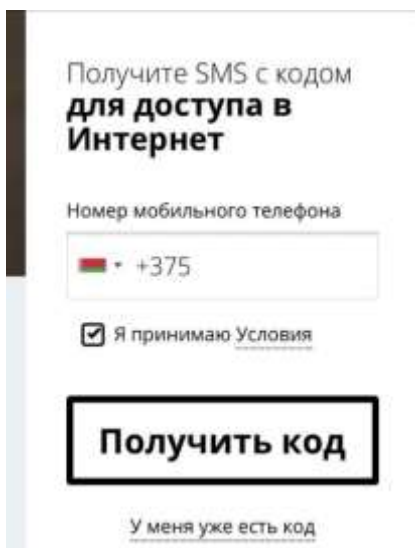 Получите SMS с кодом
для доступа в
Интернет
Номер мобильного телефона
+375
Я принимаю Условия
Получить код
У меня уже есть код